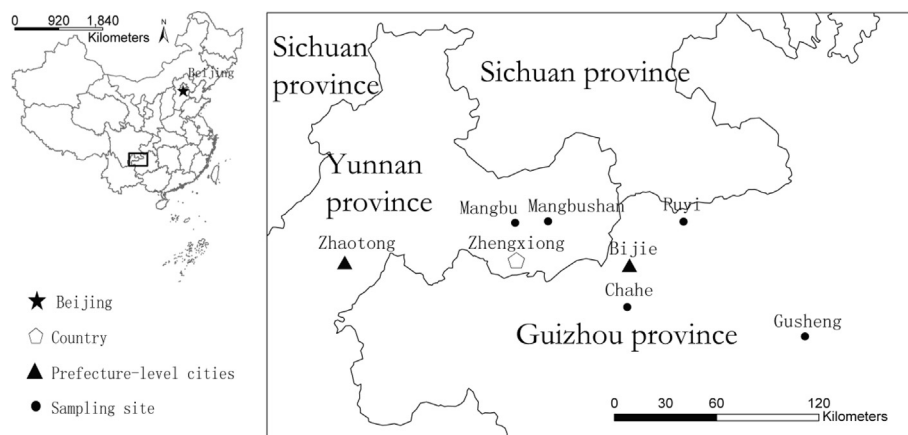 0 920 1,840
Kilometers
N
Beijing
Beijing
Country
Prefecture-level cities
Sampling site
Sichuan
province
Sichuan province
Yunnan
province
Mangbu
Mangbushan
Ruyi
Zhaotong
Zhengxiong
Bijie
Chahe
Guizhou province
Gusheng
0 30 60 120
Kilometers